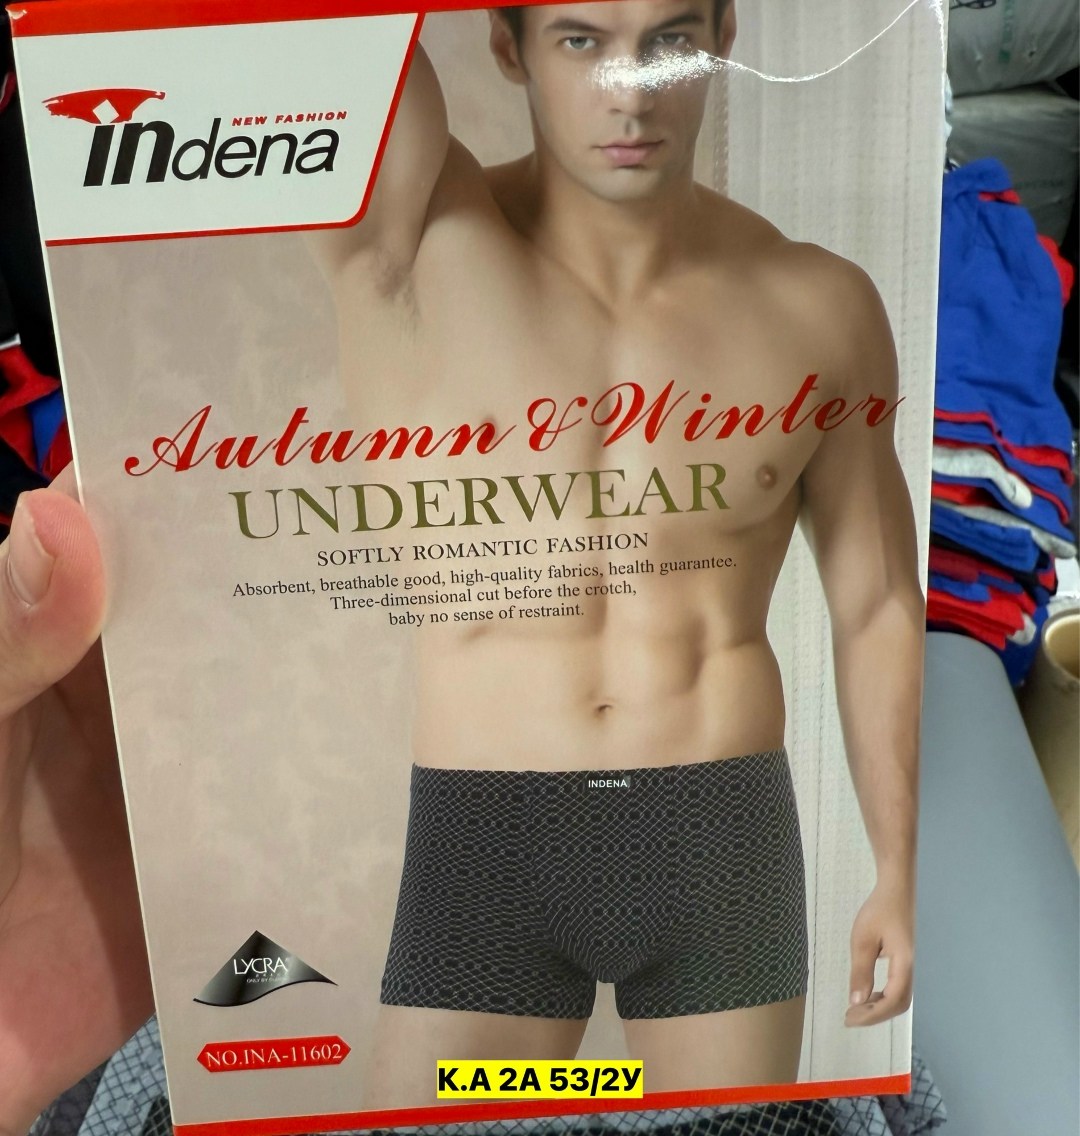 NEW FASHION
indena
Autumn & Winter
UNDERWEAR
SOFTLY ROMANTIC FASHION
Absorbent, breathable good, high-quality fabrics, health guarantee.
Three-dimensional cut before the crotch,
baby no sense of restraint.
INDENA
LYCRA
NO.INA-11602
К.А 2А 53/2У